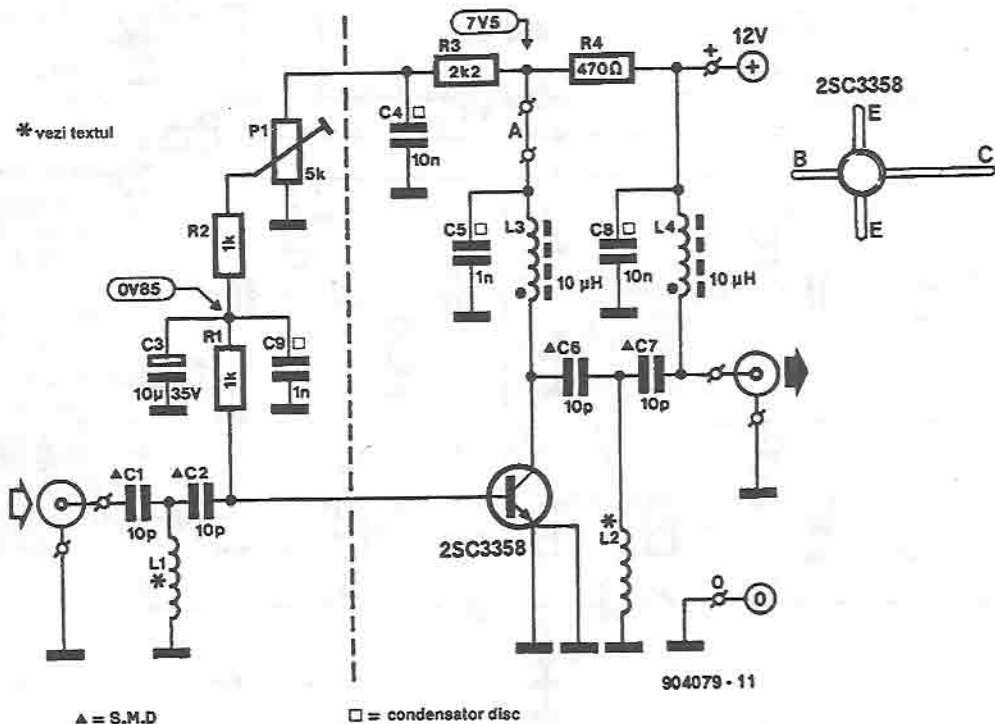 7V5
R3
2k2
R4
470Ω
+
12V
+
2SC3358
E
B
C
E
* vezi textul
P1
5k
C4 □
10n
A
R2
1k
C5 □
1n
L3
10 µH
C8 □
10n
L4
10 µH
0V85
C3
10µ 35V
R1
1k
C9 □
1n
▲C6
10p
▲C7
10p
▲C1
10p
▲C2
10p
L1
*
2SC3358
*
L2
0
0
904079 - 11
▲ = S.M.D
□ = condensator disc